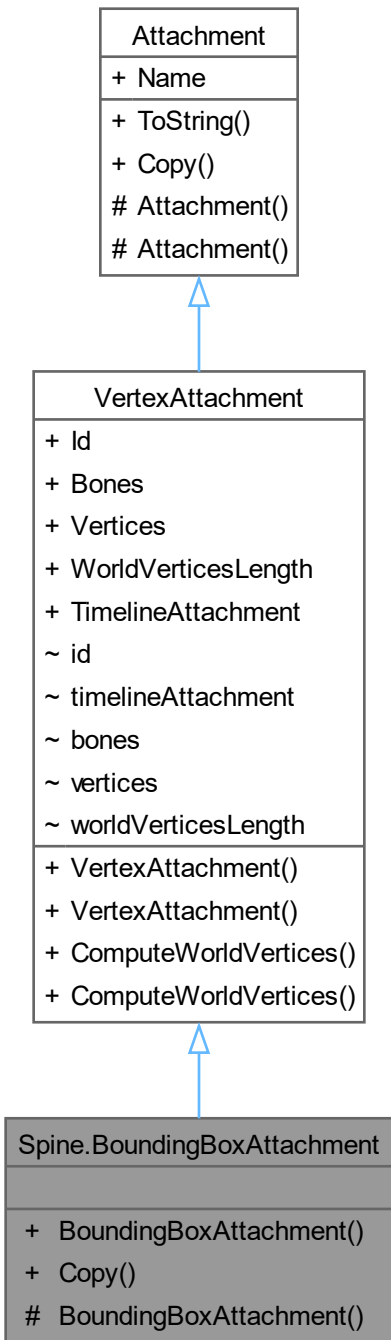 Attachment
+ Name
+ ToString()
+ Copy()
# Attachment()
# Attachment()
VertexAttachment
+ Id
+ Bones
+ Vertices
+ WorldVerticesLength
+ TimelineAttachment
~ id
~ timelineAttachment
~ bones
~ vertices
~ worldVerticesLength
+ VertexAttachment()
+ VertexAttachment()
+ ComputeWorldVertices()
+ ComputeWorldVertices()
Spine.BoundingBoxAttachment
+ BoundingBoxAttachment()
+ Copy()
# BoundingBoxAttachment()